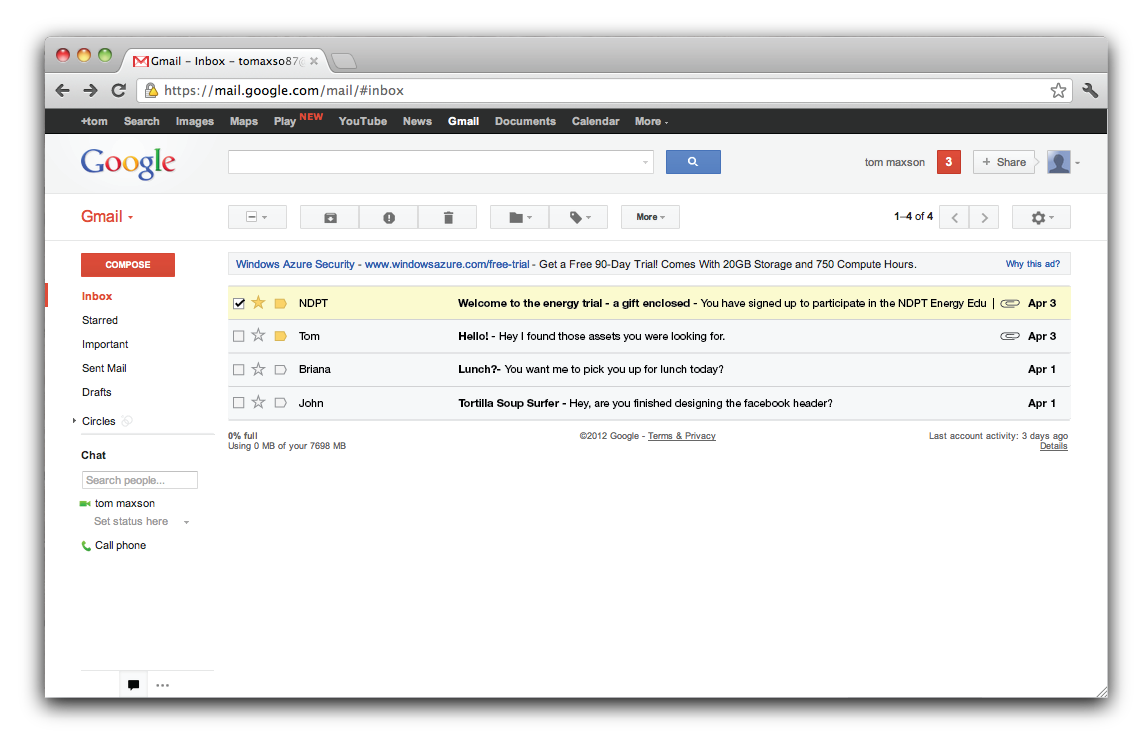 Gmail – Inbox – tomaxso87@
https://mail.google.com/mail/#inbox
+tom Search Images Maps Play NEW YouTube News Gmail Documents Calendar More
Google
tom maxson 3 + Share
Gmail
More
1–4 of 4
COMPOSE
Windows Azure Security - www.windowsazure.com/free-trial - Get a Free 90-Day Trial! Comes With 20GB Storage and 750 Compute Hours. Why this ad?
Inbox
Starred
Important
Sent Mail
Drafts
Circles
NDPT Welcome to the energy trial - a gift enclosed - You have signed up to participate in the NDPT Energy Edu | Apr 3
Tom Hello! - Hey I found those assets you were looking for. Apr 3
Briana Lunch?- You want me to pick you up for lunch today? Apr 1
John Tortilla Soup Surfer - Hey, are you finished designing the facebook header? Apr 1
0% full
Using 0 MB of your 7698 MB
©2012 Google - Terms & Privacy
Last account activity: 3 days ago
Details
Chat
Search people...
tom maxson
Set status here
Call phone